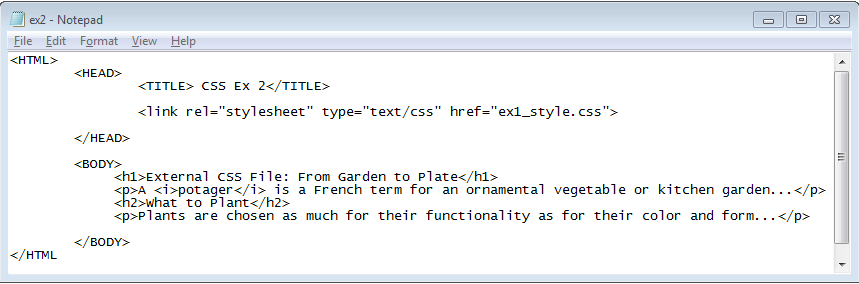 ex2 - Notepad
File Edit Format View Help
<HTML>
<HEAD>
<TITLE> CSS Ex 2</TITLE>
<link rel="stylesheet" type="text/css" href="ex1_style.css">
</HEAD>
<BODY>
<h1>External CSS File: From Garden to Plate</h1>
<p>A <i>potager</i> is a French term for an ornamental vegetable or kitchen garden...</p>
<h2>What to Plant</h2>
<p>Plants are chosen as much for their functionality as for their color and form...</p>
</BODY>
</HTML